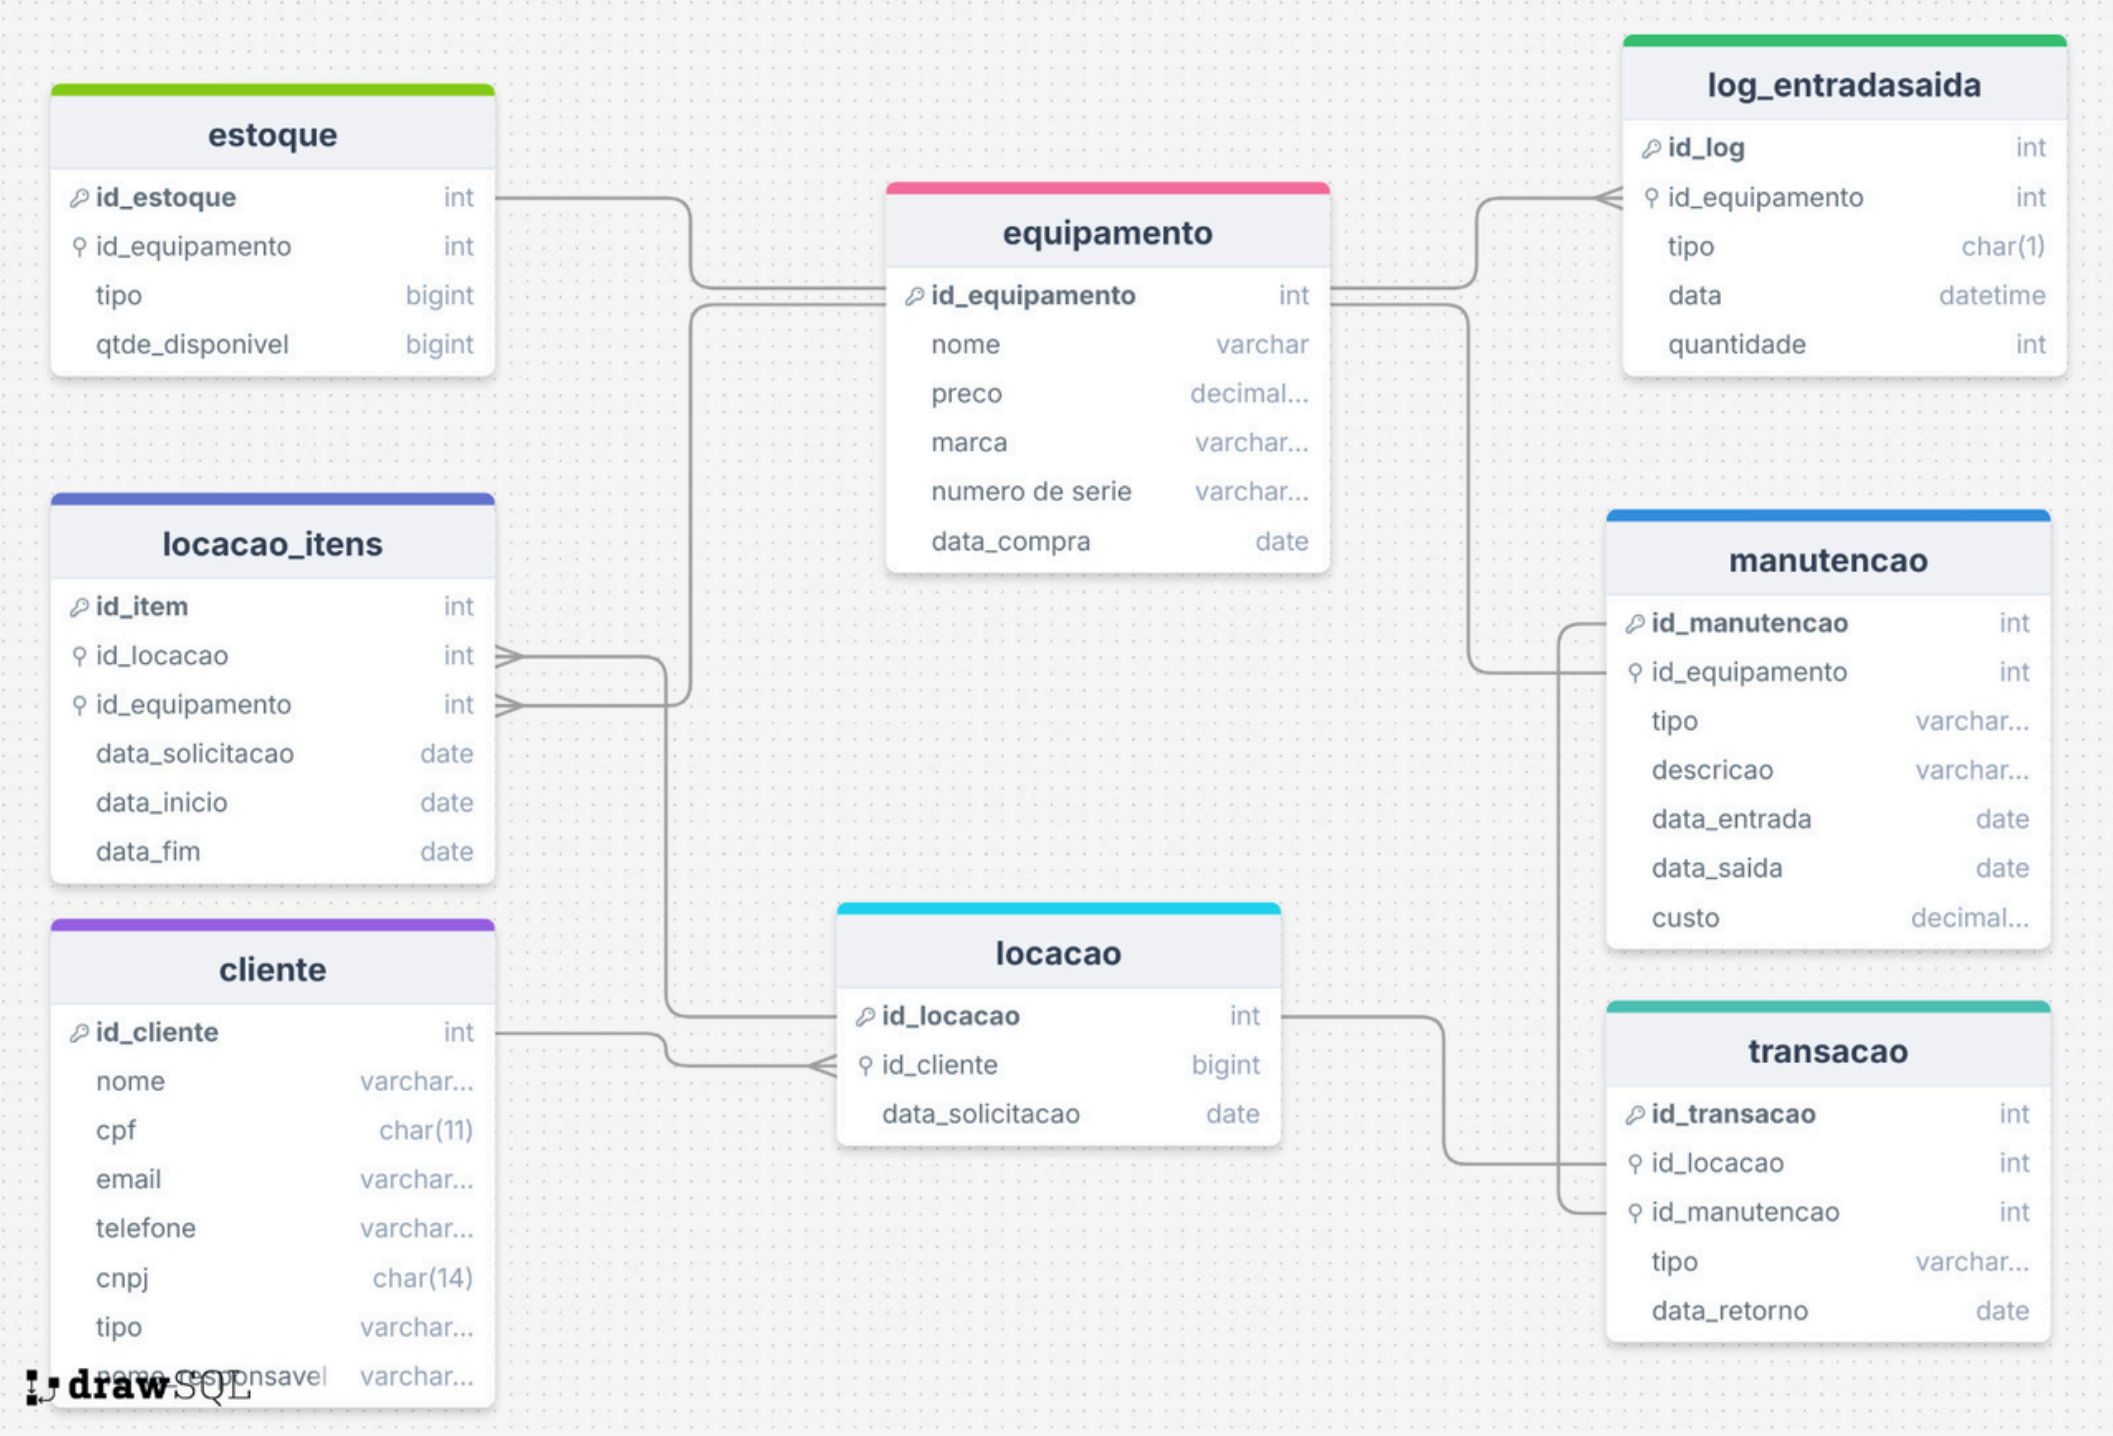 estoque
id_estoque int
id_equipamento int
tipo bigint
qtde_disponivel bigint
locacao_itens
id_item int
id_locacao int
id_equipamento int
data_solicitacao date
data_inicio date
data_fim date
cliente
id_cliente int
nome varchar...
cpf char(11)
email varchar...
telefone varchar...
cnpj char(14)
tipo varchar...
nome_responsavel varchar...
drawSQL
equipamento
id_equipamento int
nome varchar
preco decimal...
marca varchar...
numero de serie varchar...
data_compra date
locacao
id_locacao int
id_cliente bigint
data_solicitacao date
log_entradasaida
id_log int
id_equipamento int
tipo char(1)
data datetime
quantidade int
manutencao
id_manutencao int
id_equipamento int
tipo varchar...
descricao varchar...
data_entrada date
data_saida date
custo decimal...
transacao
id_transacao int
id_locacao int
id_manutencao int
tipo varchar...
data_retorno date